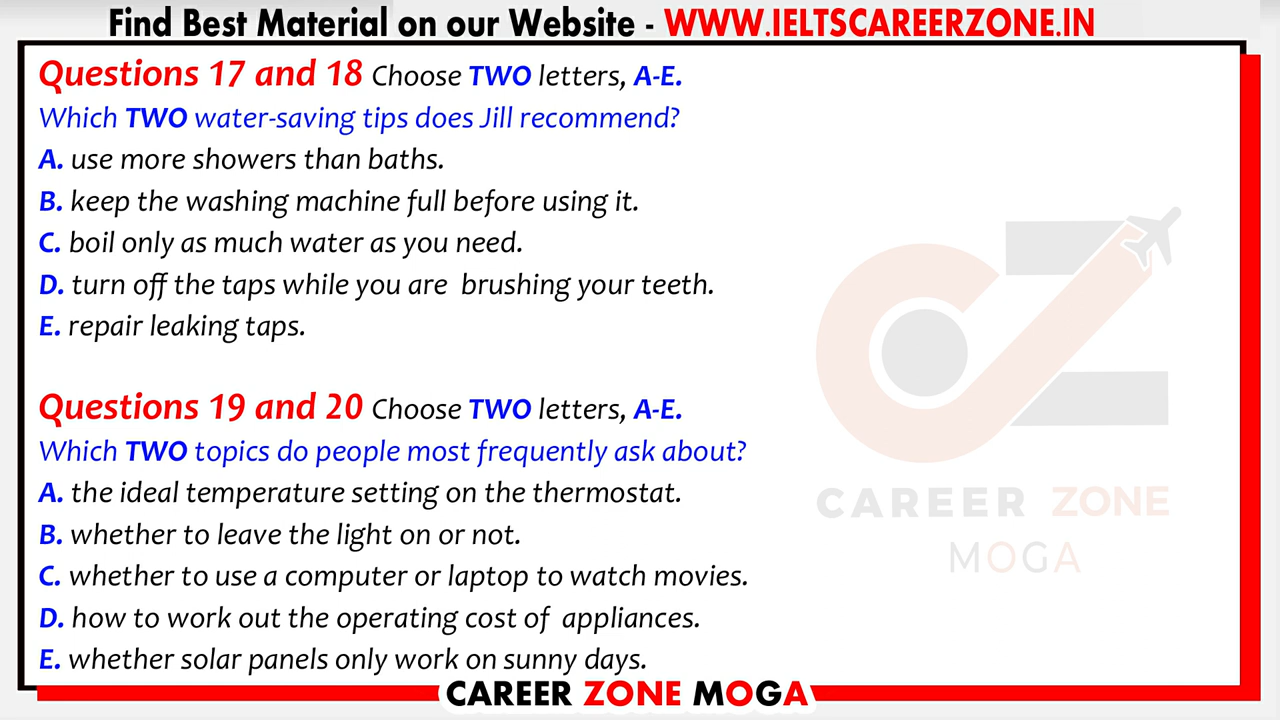 Find Best Material on our Website - WWW.IELTSCAREERZONE.IN
Questions 17 and 18 Choose TWO letters, A-E.
Which TWO water-saving tips does Jill recommend?
A. use more showers than baths.
B. keep the washing machine full before using it.
C. boil only as much water as you need.
D. turn off the taps while you are brushing your teeth.
E. repair leaking taps.
Questions 19 and 20 Choose TWO letters, A-E.
Which TWO topics do people most frequently ask about?
A. the ideal temperature setting on the thermostat.
B. whether to leave the light on or not.
C. whether to use a computer or laptop to watch movies.
D. how to work out the operating cost of appliances.
E. whether solar panels only work on sunny days.
CAREER ZONE
MOGA
CAREER ZONE MOGA